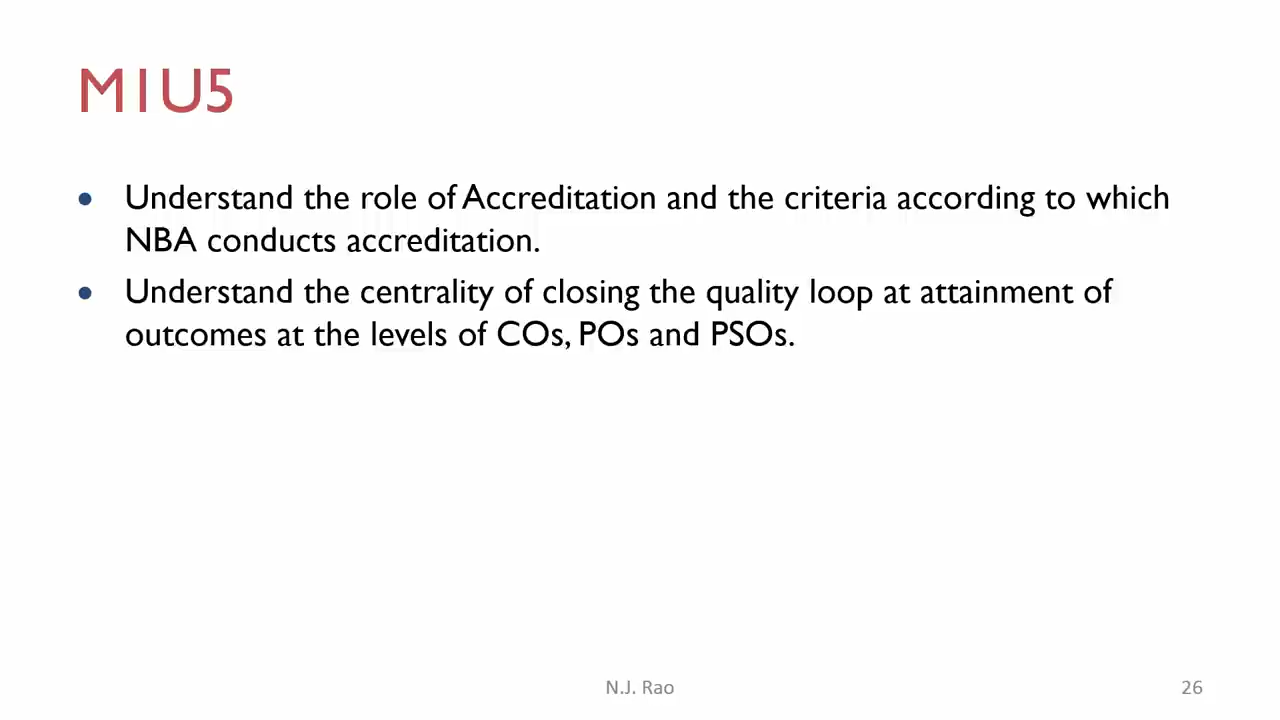 M1U5
• Understand the role of Accreditation and the criteria according to which
NBA conducts accreditation.
• Understand the centrality of closing the quality loop at attainment of
outcomes at the levels of COs, POs and PSOs.
N.J. Rao
26